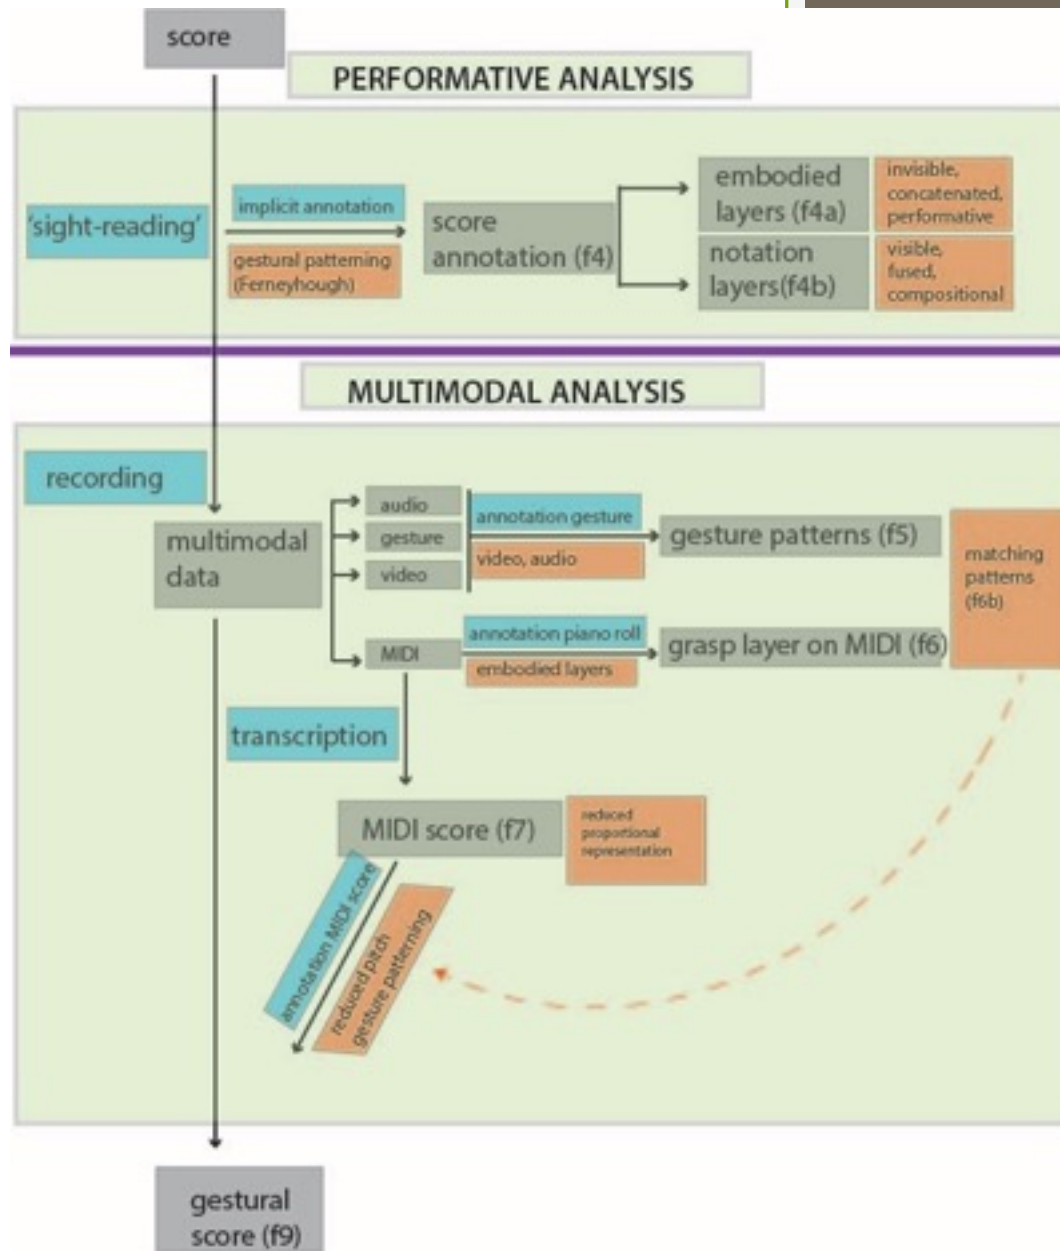 score
PERFORMATIVE ANALYSIS
'sight-reading'
implicit annotation
gestural patterning
(Ferneyhough)
score
annotation (f4)
embodied
layers (f4a)
invisible,
concatenated,
performative
notation
layers(f4b)
visible,
fused,
compositional
MULTIMODAL ANALYSIS
recording
multimodal
data
audio
gesture
video
annotation gesture
video, audio
gesture patterns (f5)
matching
patterns
(f6b)
MIDI
annotation piano roll
embodied layers
grasp layer on MIDI (f6)
transcription
MIDI score (f7)
reduced
proportional
representation
annotation MIDI score
reduced pitch
gesture patterning
gestural
score (f9)